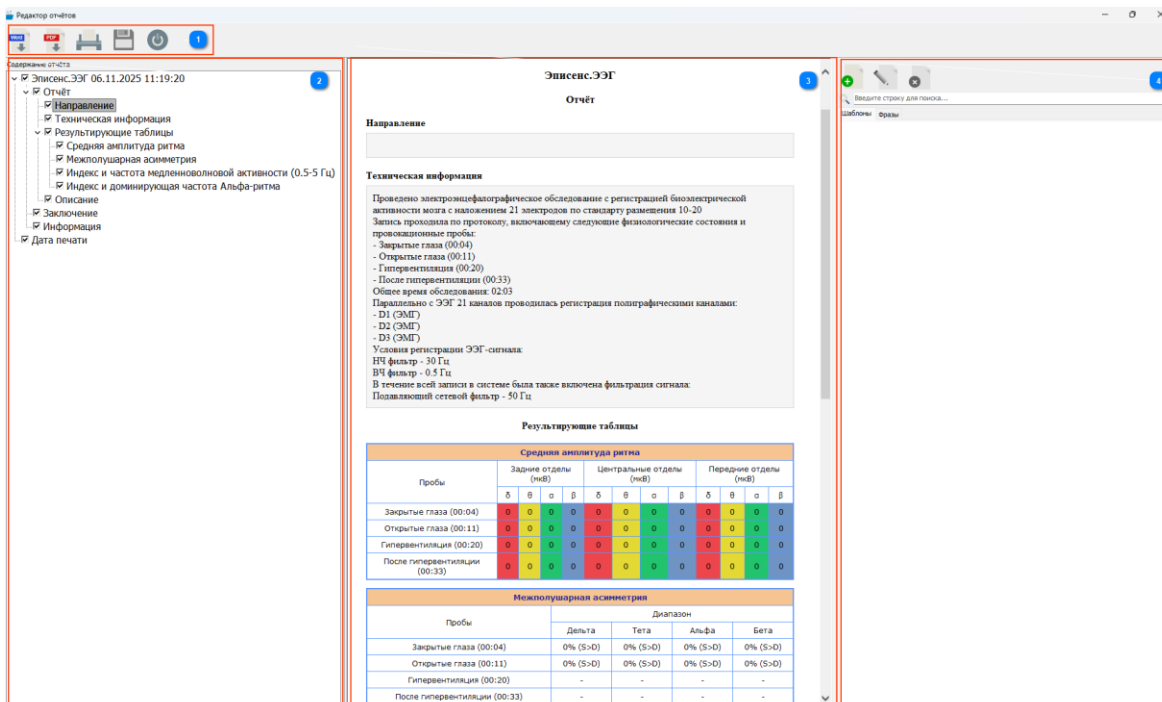 Редактор отчётов
Word
PDF
1
Содержание отчёта
Эписенс.ЭЭГ 06.11.2025 11:19:20
2
Отчёт
Направление
Техническая информация
Результирующие таблицы
Средняя амплитуда ритма
Межполушарная асимметрия
Индекс и частота медленноволновой активности (0.5-5 Гц)
Индекс и доминирующая частота Альфа-ритма
Описание
Заключение
Информация
Дата печати
Эписенс.ЭЭГ
3
Отчёт
Направление
Техническая информация
Проведено электроэнцефалографическое обследование с регистрацией биоэлектрической
активности мозга с наложением 21 электродов по стандарту размещения 10-20
Запись проходила по протоколу, включающему следующие физиологические состояния и
провокационные пробы:
- Закрытые глаза (00:04)
- Открытые глаза (00:11)
- Гипервентиляция (00:20)
- После гипервентиляции (00:33)
Общее время обследования: 02:03
Параллельно с ЭЭГ 21 каналов проводилась регистрация полиграфическими каналами:
- D1 (ЭМГ)
- D2 (ЭМГ)
- D3 (ЭМГ)
Условия регистрации ЭЭГ-сигнала:
НЧ фильтр - 30 Гц
ВЧ фильтр - 0.5 Гц
В течение всей записи в системе была также включена фильтрация сигнала:
Подавляющий сетевой фильтр - 50 Гц
Результирующие таблицы
Средняя амплитуда ритма
Пробы Задние отделы (мкВ) Центральные отделы (мкВ) Передние отделы (мкВ)
δ θ α β δ θ α β δ θ α β
Закрытые глаза (00:04) 0 0 0 0 0 0 0 0 0 0 0 0
Открытые глаза (00:11) 0 0 0 0 0 0 0 0 0 0 0 0
Гипервентиляция (00:20) 0 0 0 0 0 0 0 0 0 0 0 0
После гипервентиляции (00:33) 0 0 0 0 0 0 0 0 0 0 0 0
Межполушарная асимметрия
Пробы Диапазон
Дельта Тета Альфа Бета
Закрытые глаза (00:04) 0% (S>D) 0% (S>D) 0% (S>D) 0% (S>D)
Открытые глаза (00:11) 0% (S>D) 0% (S>D) 0% (S>D) 0% (S>D)
Гипервентиляция (00:20) - - - -
После гипервентиляции (00:33) - - - -
4
Введите строку для поиска...
Шаблоны Фразы